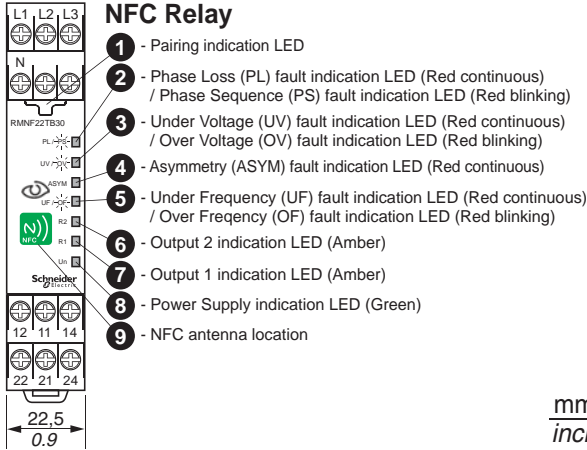 NFC Relay
L1 L2 L3
N
RMNF22TB30
PL / PS
UV / OV
ASYM
UF / OF
R2
R1
Un
NFC
Schneider
Electric
12 11 14
22 21 24
22,5
0.9
1 - Pairing indication LED
2 - Phase Loss (PL) fault indication LED (Red continuous)
/ Phase Sequence (PS) fault indication LED (Red blinking)
3 - Under Voltage (UV) fault indication LED (Red continuous)
/ Over Voltage (OV) fault indication LED (Red blinking)
4 - Asymmetry (ASYM) fault indication LED (Red continuous)
5 - Under Frequency (UF) fault indication LED (Red continuous)
/ Over Freqency (OF) fault indication LED (Red blinking)
6 - Output 2 indication LED (Amber)
7 - Output 1 indication LED (Amber)
8 - Power Supply indication LED (Green)
9 - NFC antenna location
mm